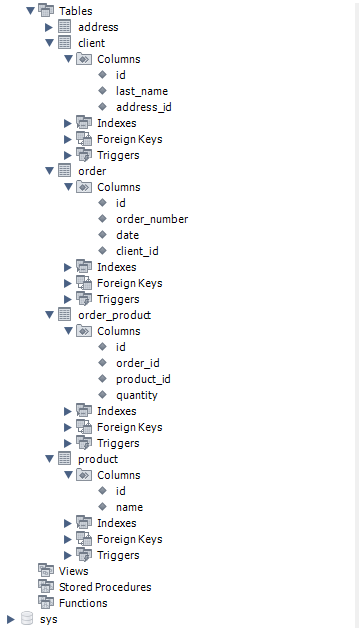 Tables
address
client
Columns
id
last_name
address_id
Indexes
Foreign Keys
Triggers
order
Columns
id
order_number
date
client_id
Indexes
Foreign Keys
Triggers
order_product
Columns
id
order_id
product_id
quantity
Indexes
Foreign Keys
Triggers
product
Columns
id
name
Indexes
Foreign Keys
Triggers
Views
Stored Procedures
Functions
sys